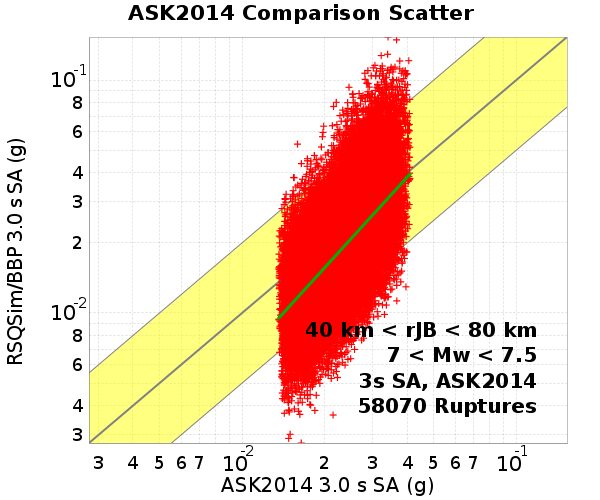 ASK2014 Comparison Scatter
RSQSim/BBP 3.0 s SA (g)
10⁻¹
8
6
4
3
2
10⁻²
8
6
4
3
40 km < rJB < 80 km
7 < Mw < 7.5
3s SA, ASK2014
58070 Ruptures
3 4 5 6 7 10⁻² 2 3 4 5 6 7 10⁻¹
ASK2014 3.0 s SA (g)